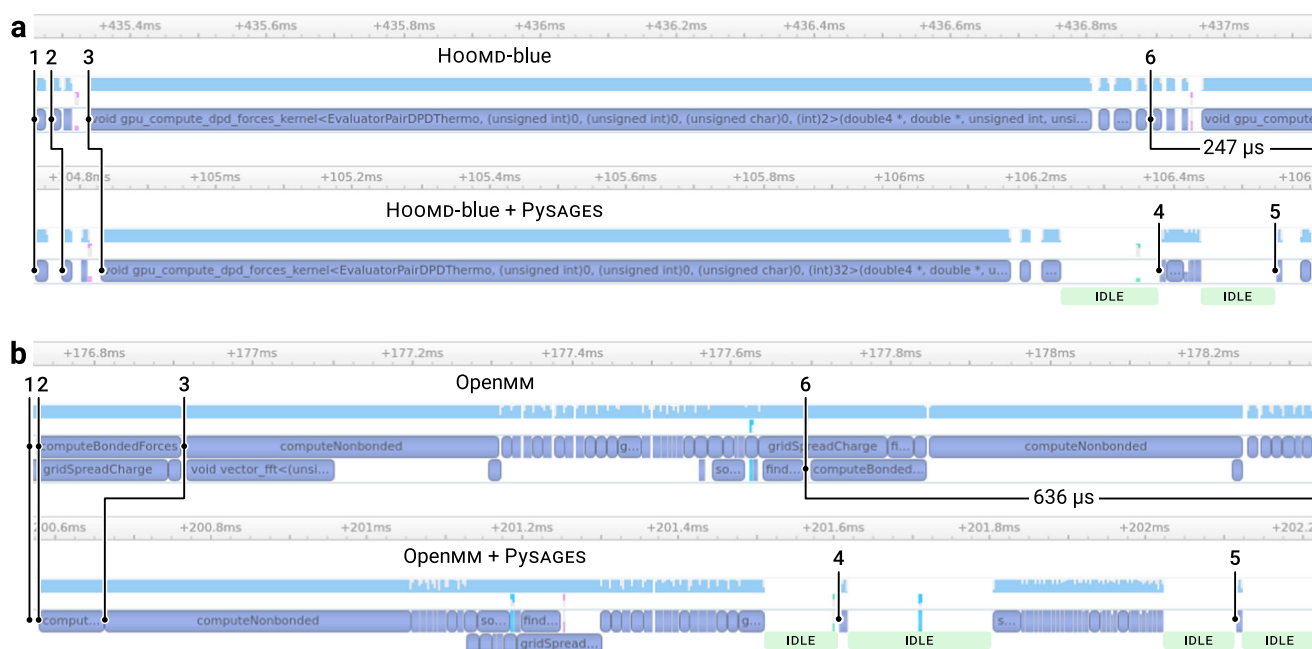 a
+435.4ms +435.6ms +435.8ms +436ms +436.2ms +436.4ms +436.6ms +436.8ms +437ms
1 2 3 HOOMD-blue 6
void gpu_compute_dpd_forces_kernel<EvaluatorPairDPDThermo, (unsigned int)0, (unsigned int)0, (unsigned char)0, (int)2>(double4 *, double *, unsigned int, unsi... ... void gpu_compute
247 µs
+104.8ms +105ms +105.2ms +105.4ms +105.6ms +105.8ms +106ms +106.2ms +106.4ms +106
HOOMD-blue + PYSAGES 4 5
void gpu_compute_dpd_forces_kernel<EvaluatorPairDPDThermo, (unsigned int)0, (unsigned int)0, (unsigned char)0, (int)32>(double4 *, double *, u... ... ...
IDLE IDLE
b
+176.8ms +177ms +177.2ms +177.4ms +177.6ms +177.8ms +178ms +178.2ms
1 2 3 OPENMM 6
computeBondedForces computeNonbonded g... gridSpreadCharge fi... computeNonbonded
gridSpreadCharge void vector_fft<(unsi... so... find... computeBonded...
636 µs
200.6ms +200.8ms +201ms +201.2ms +201.4ms +201.6ms +201.8ms +202ms +202.2
OPENMM + PYSAGES 4 5
comput... computeNonbonded so... find... g... s...
gridSpread... IDLE IDLE IDLE IDLE